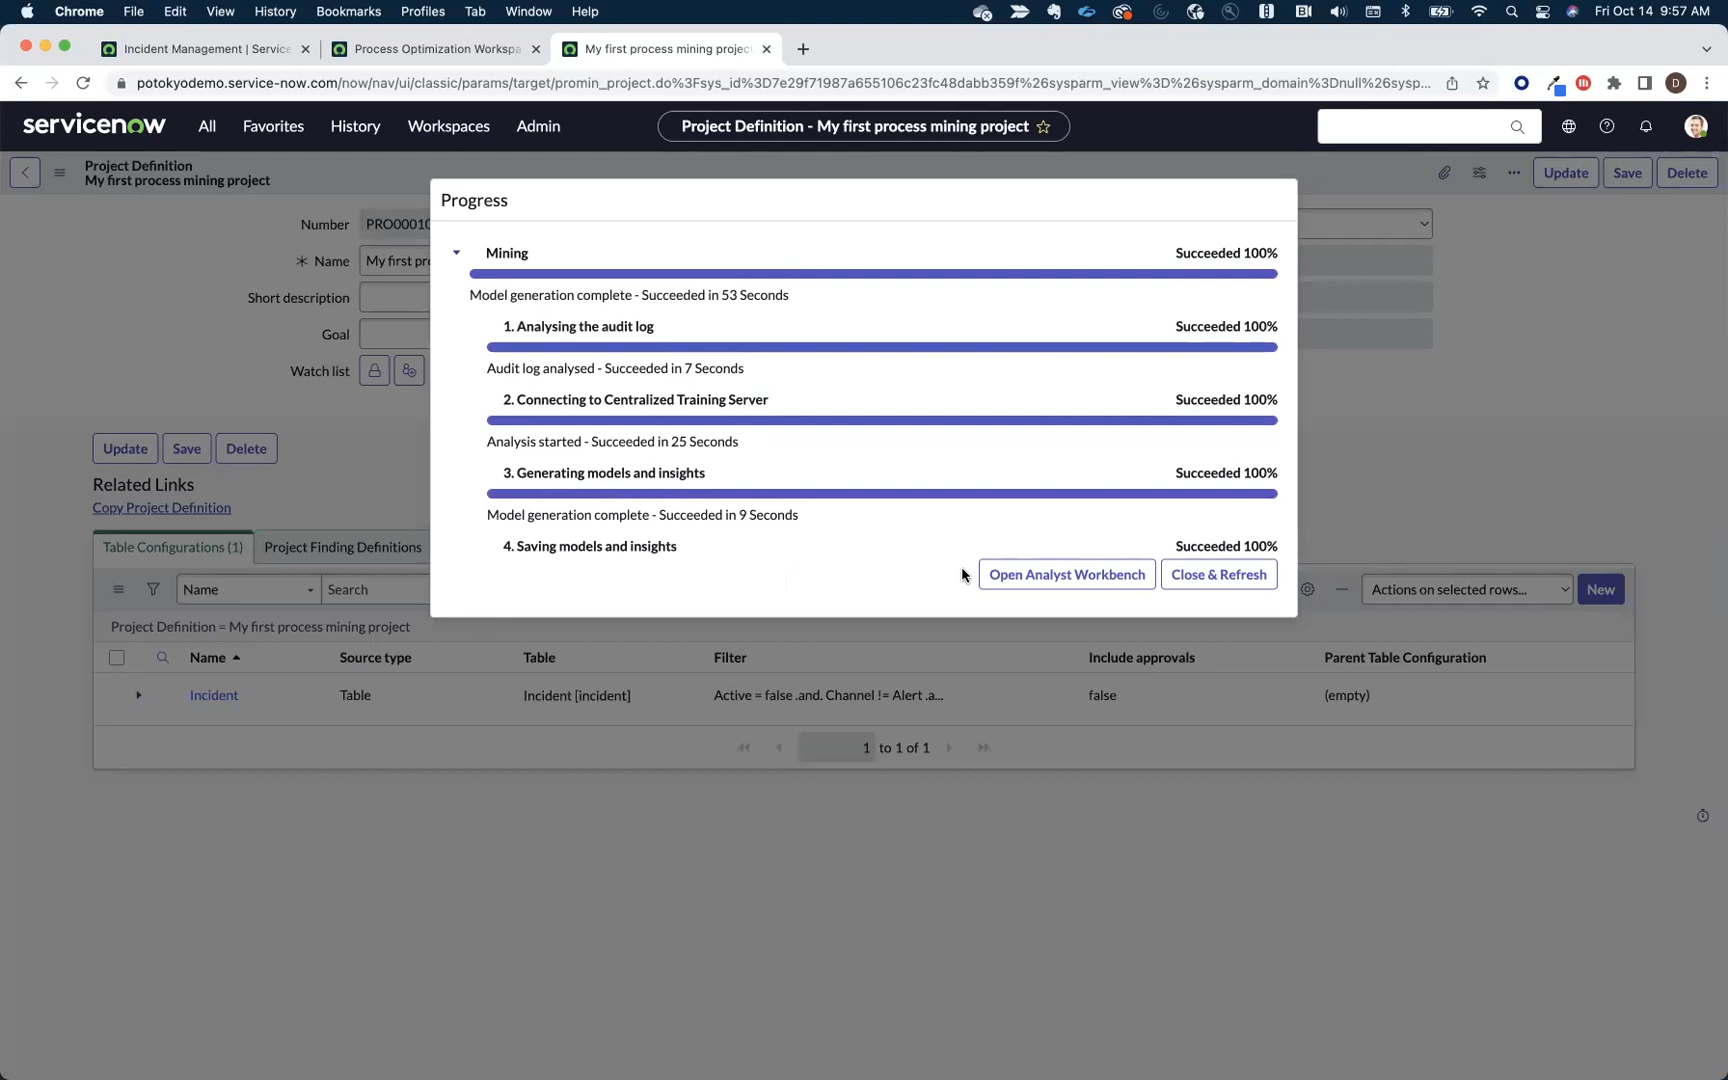 Chrome File Edit View History Bookmarks Profiles Tab Window Help
Fri Oct 14 9:57 AM
Incident Management | Service
Process Optimization Workspa
My first process mining project
potokyodemo.service-now.com/now/nav/ui/classic/params/target/promin_project.do%3Fsys_id%3D7e29f71987a655106c23fc48dabb359f%26sysparm_view%3D%26sysparm_domain%3Dnull%26sysp...
D
servicenow
All Favorites History Workspaces Admin
Project Definition - My first process mining project
Project Definition
My first process mining project
Update Save Delete
Progress
Number PRO00010
Name My first pro
Short description
Goal
Watch list
Mining Succeeded 100%
Model generation complete - Succeeded in 53 Seconds
1. Analysing the audit log Succeeded 100%
Audit log analysed - Succeeded in 7 Seconds
2. Connecting to Centralized Training Server Succeeded 100%
Analysis started - Succeeded in 25 Seconds
3. Generating models and insights Succeeded 100%
Model generation complete - Succeeded in 9 Seconds
4. Saving models and insights Succeeded 100%
Open Analyst Workbench Close & Refresh
Update Save Delete
Related Links
Copy Project Definition
Table Configurations (1) Project Finding Definitions
Name Search Actions on selected rows... New
Project Definition = My first process mining project
Name Source type Table Filter Include approvals Parent Table Configuration
Incident Table Incident [incident] Active = false .and. Channel != Alert .a... false (empty)
1 to 1 of 1